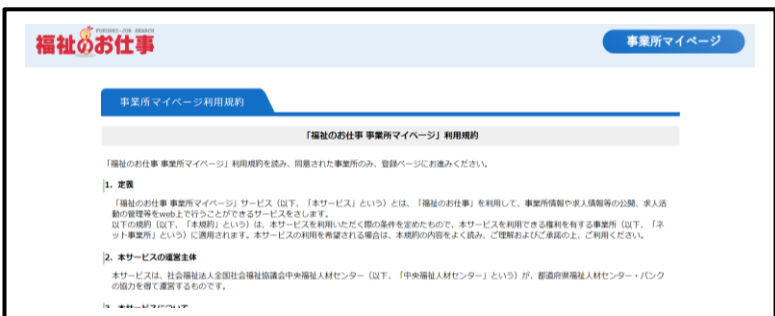 FUKUSHI-JOB SEARCH
福祉のお仕事
事業所マイページ
事業所マイページ利用規約
「福祉のお仕事 事業所マイページ」利用規約
「福祉のお仕事 事業所マイページ」利用規約を読み、同意された事業所のみ、登録ページにお進みください。
1. 定義
「福祉のお仕事 事業所マイページ」サービス（以下、「本サービス」という）とは、「福祉のお仕事」を利用して、事業所情報や求人情報等の公開、求人活
動の管理等をweb上で行うことができるサービスをさします。
以下の規約（以下、「本規約」という）は、本サービスを利用いただく際の条件を定めたもので、本サービスを利用できる権利を有する事業所（以下、「ネ
ット事業所」という）に適用されます。本サービスの利用を希望される場合は、本規約の内容をよく読み、ご理解およびご承諾の上、ご利用ください。
2. 本サービスの運営主体
本サービスは、社会福祉法人全国社会福祉協議会中央福祉人材センター（以下、「中央福祉人材センター」という）が、都道府県福祉人材センター・バンク
の協力を得て運営するものです。
3. 本サービスについて